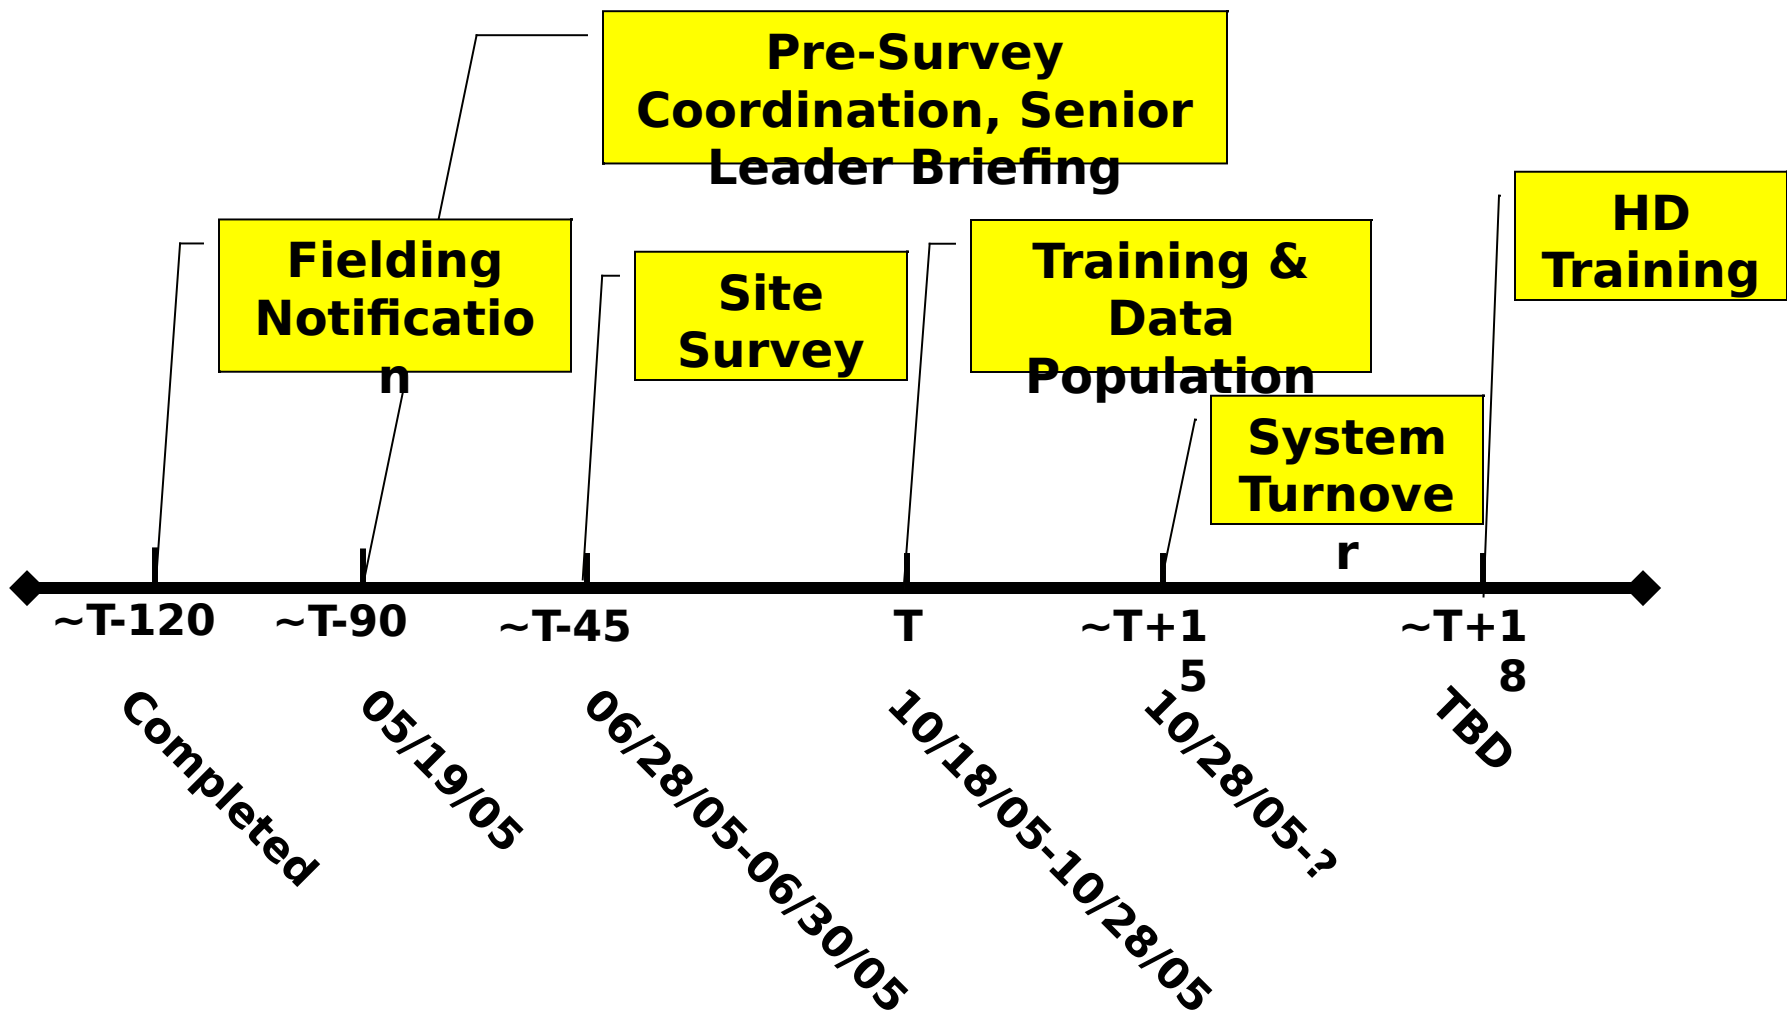 Pre-Survey
Coordination, Senior
Leader Briefing
Fielding
Notificatio
n
Site
Survey
Training &
Data
Population
HD
Training
System
Turnove
r
~T-120
~T-90
~T-45
T
~T+1
5
~T+1
8
Completed
05/19/05
06/28/05-06/30/05
10/18/05-10/28/05
10/28/05-?
TBD